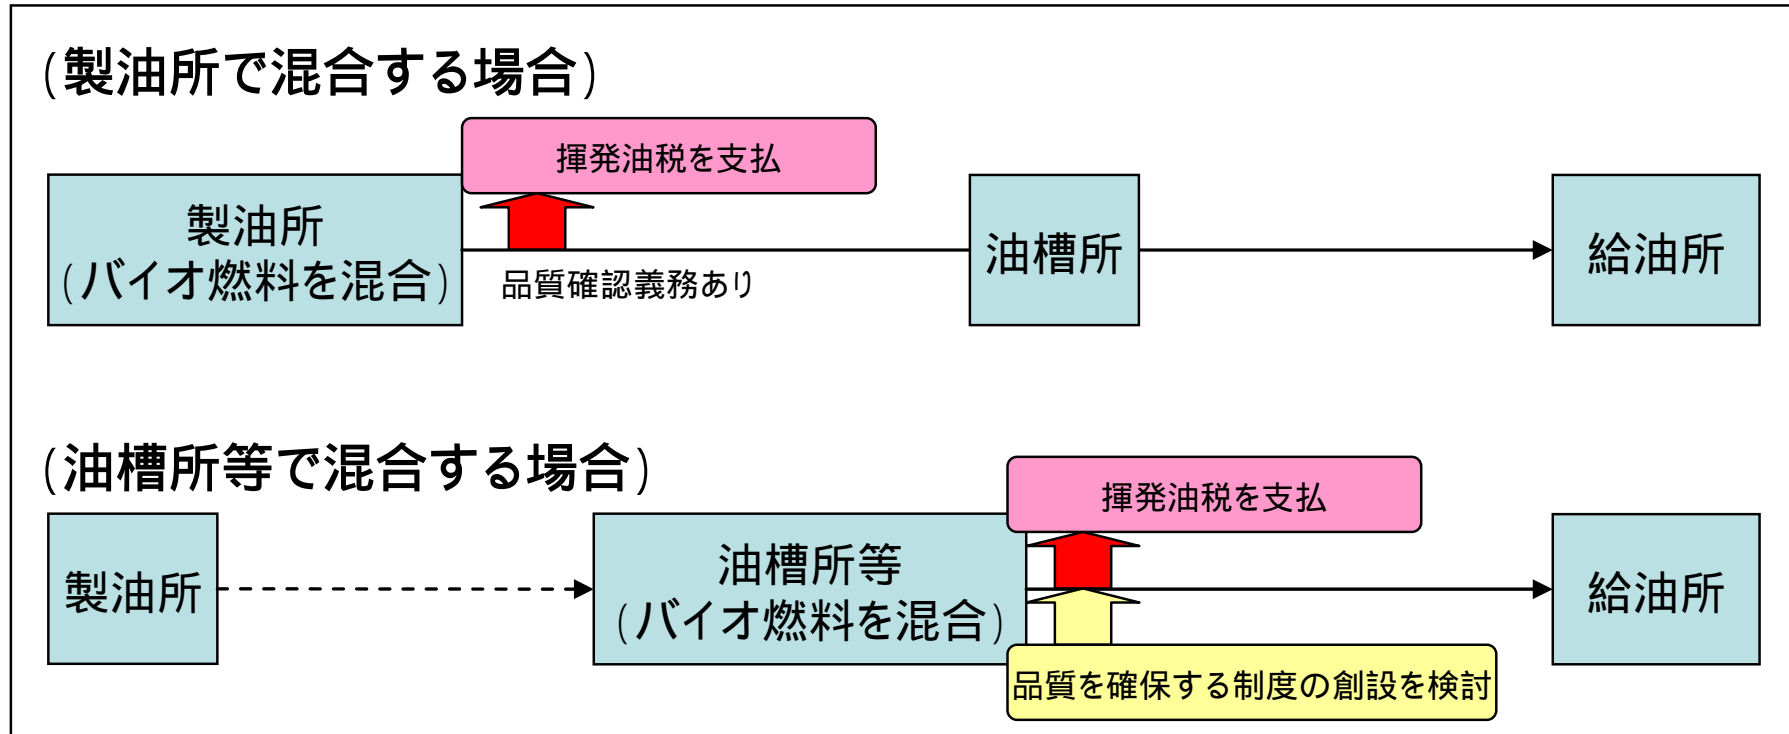 (製油所で混合する場合)
揮発油税を支払
製油所
(バイオ燃料を混合)
品質確認義務あり
油槽所
給油所
(油槽所等で混合する場合)
揮発油税を支払
製油所
油槽所等
(バイオ燃料を混合)
給油所
品質を確保する制度の創設を検討